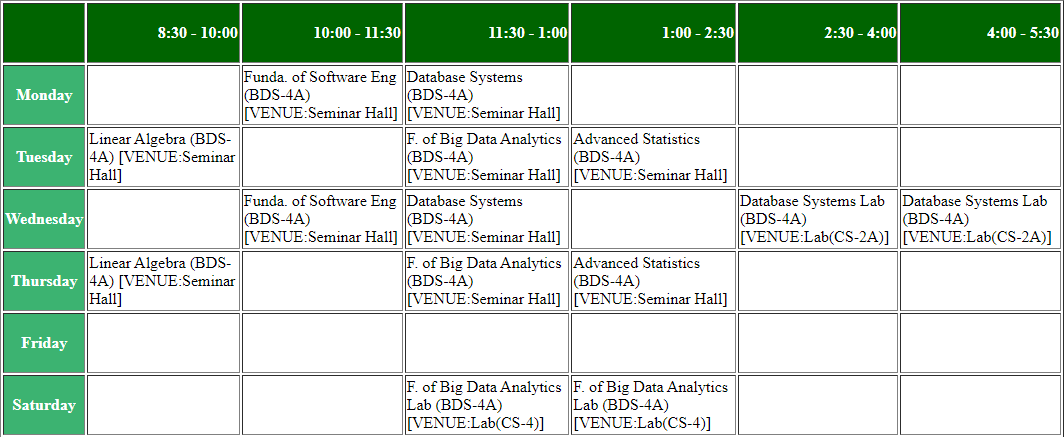 8:30 - 10:00 10:00 - 11:30 11:30 - 1:00 1:00 - 2:30 2:30 - 4:00 4:00 - 5:30
Monday
Funda. of Software Eng
(BDS-4A)
[VENUE:Seminar Hall]
Database Systems
(BDS-4A)
[VENUE:Seminar Hall]
Tuesday
Linear Algebra (BDS-
4A) [VENUE:Seminar
Hall]
F. of Big Data Analytics
(BDS-4A)
[VENUE:Seminar Hall]
Advanced Statistics
(BDS-4A)
[VENUE:Seminar Hall]
Wednesday
Funda. of Software Eng
(BDS-4A)
[VENUE:Seminar Hall]
Database Systems
(BDS-4A)
[VENUE:Seminar Hall]
Database Systems Lab
(BDS-4A)
[VENUE:Lab(CS-2A)]
Database Systems Lab
(BDS-4A)
[VENUE:Lab(CS-2A)]
Thursday
Linear Algebra (BDS-
4A) [VENUE:Seminar
Hall]
F. of Big Data Analytics
(BDS-4A)
[VENUE:Seminar Hall]
Advanced Statistics
(BDS-4A)
[VENUE:Seminar Hall]
Friday
Saturday
F. of Big Data Analytics
Lab (BDS-4A)
[VENUE:Lab(CS-4)]
F. of Big Data Analytics
Lab (BDS-4A)
[VENUE:Lab(CS-4)]